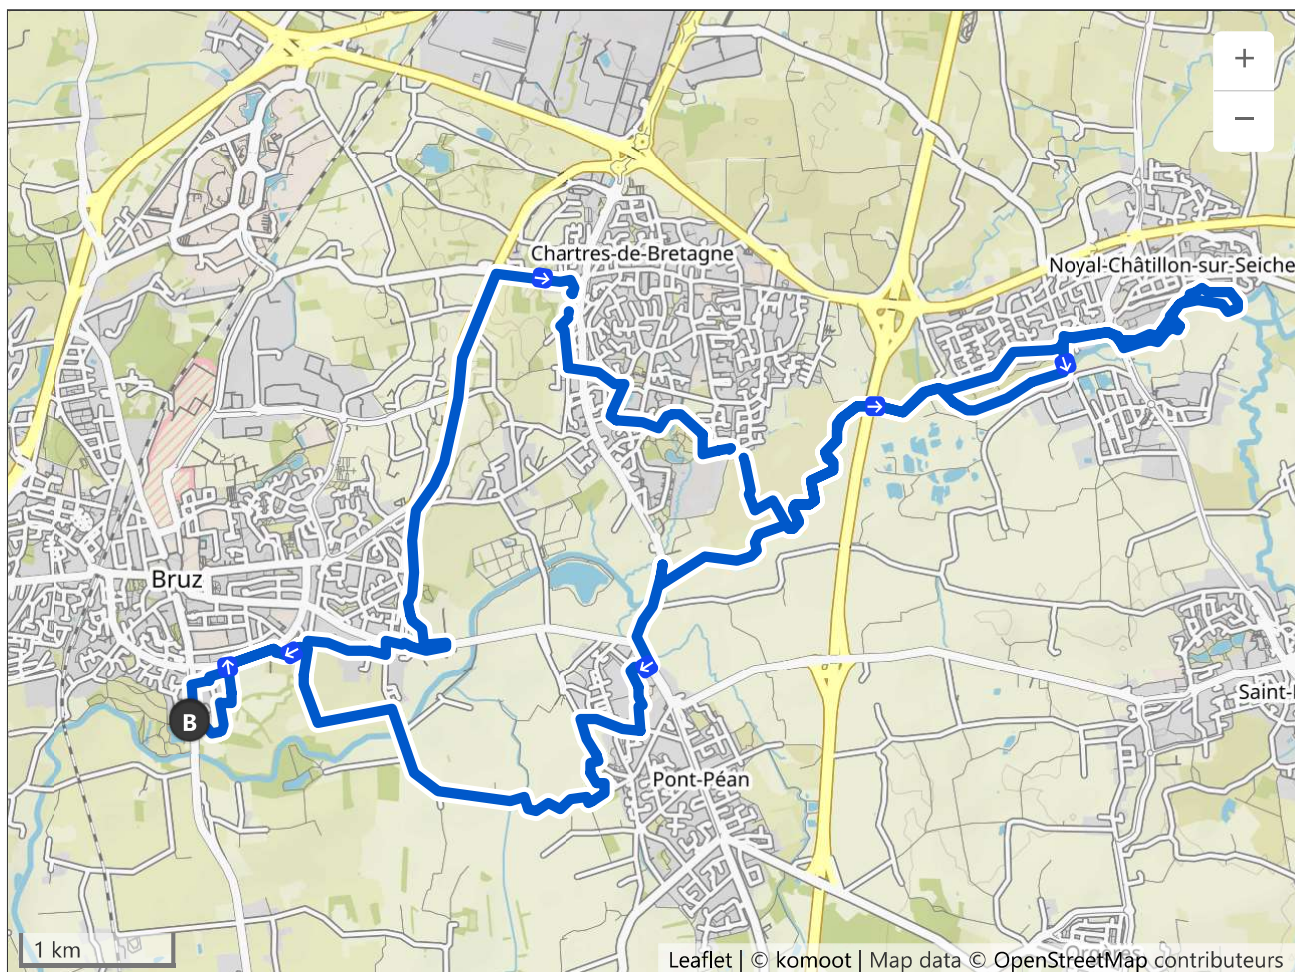 +
−
Chartres-de-Bretagne
Noyal-Châtillon-sur-Seiche
Bruz
Saint-
B
Pont-Péan
1 km
Orgères
Leaflet | © komoot | Map data © OpenStreetMap contributeurs